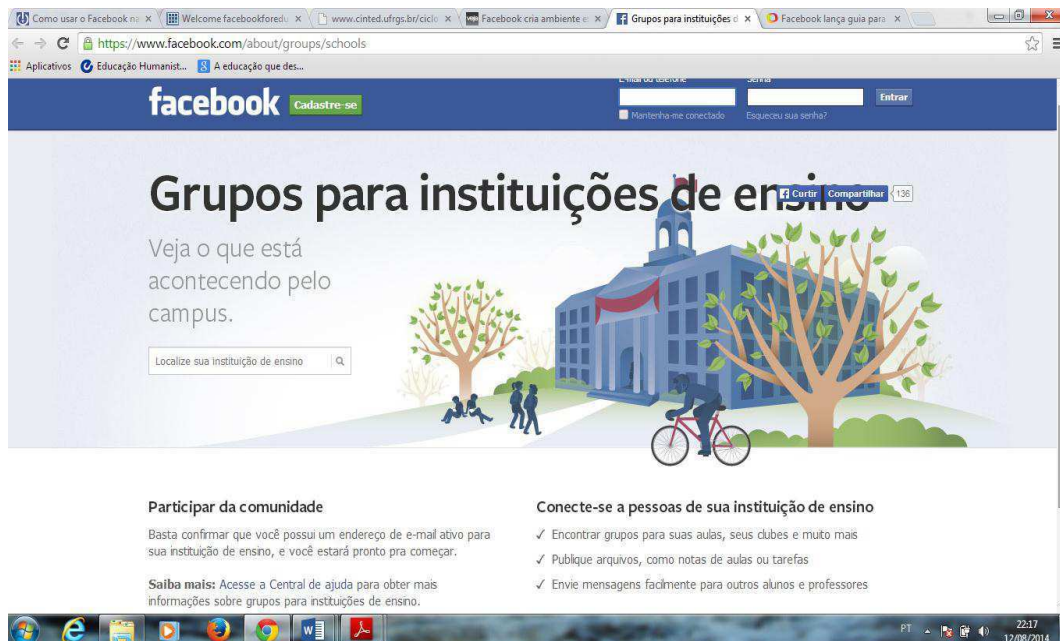 Como usar o Facebook na
Welcome facebookforedu
www.cinted.ufrgs.br/ciclo
Facebook cria ambiente e
Grupos para instituições d
Facebook lança guia para
https://www.facebook.com/about/groups/schools
Aplicativos Educação Humanist... A educação que des...
E-mail ou telefone Senha
facebook Cadastre-se Entrar
Mantenha-me conectado Esqueceu sua senha?
Grupos para instituições de ensino
Curtir Compartilhar 136
Veja o que está
acontecendo pelo
campus.
Localize sua instituição de ensino
Participar da comunidade
Basta confirmar que você possui um endereço de e-mail ativo para
sua instituição de ensino, e você estará pronto pra começar.
Saiba mais: Acesse a Central de ajuda para obter mais
informações sobre grupos para instituições de ensino.
Conecte-se a pessoas de sua instituição de ensino
✓ Encontrar grupos para suas aulas, seus clubes e muito mais
✓ Publique arquivos, como notas de aulas ou tarefas
✓ Envie mensagens facilmente para outros alunos e professores
PT 22:17
12/08/2014